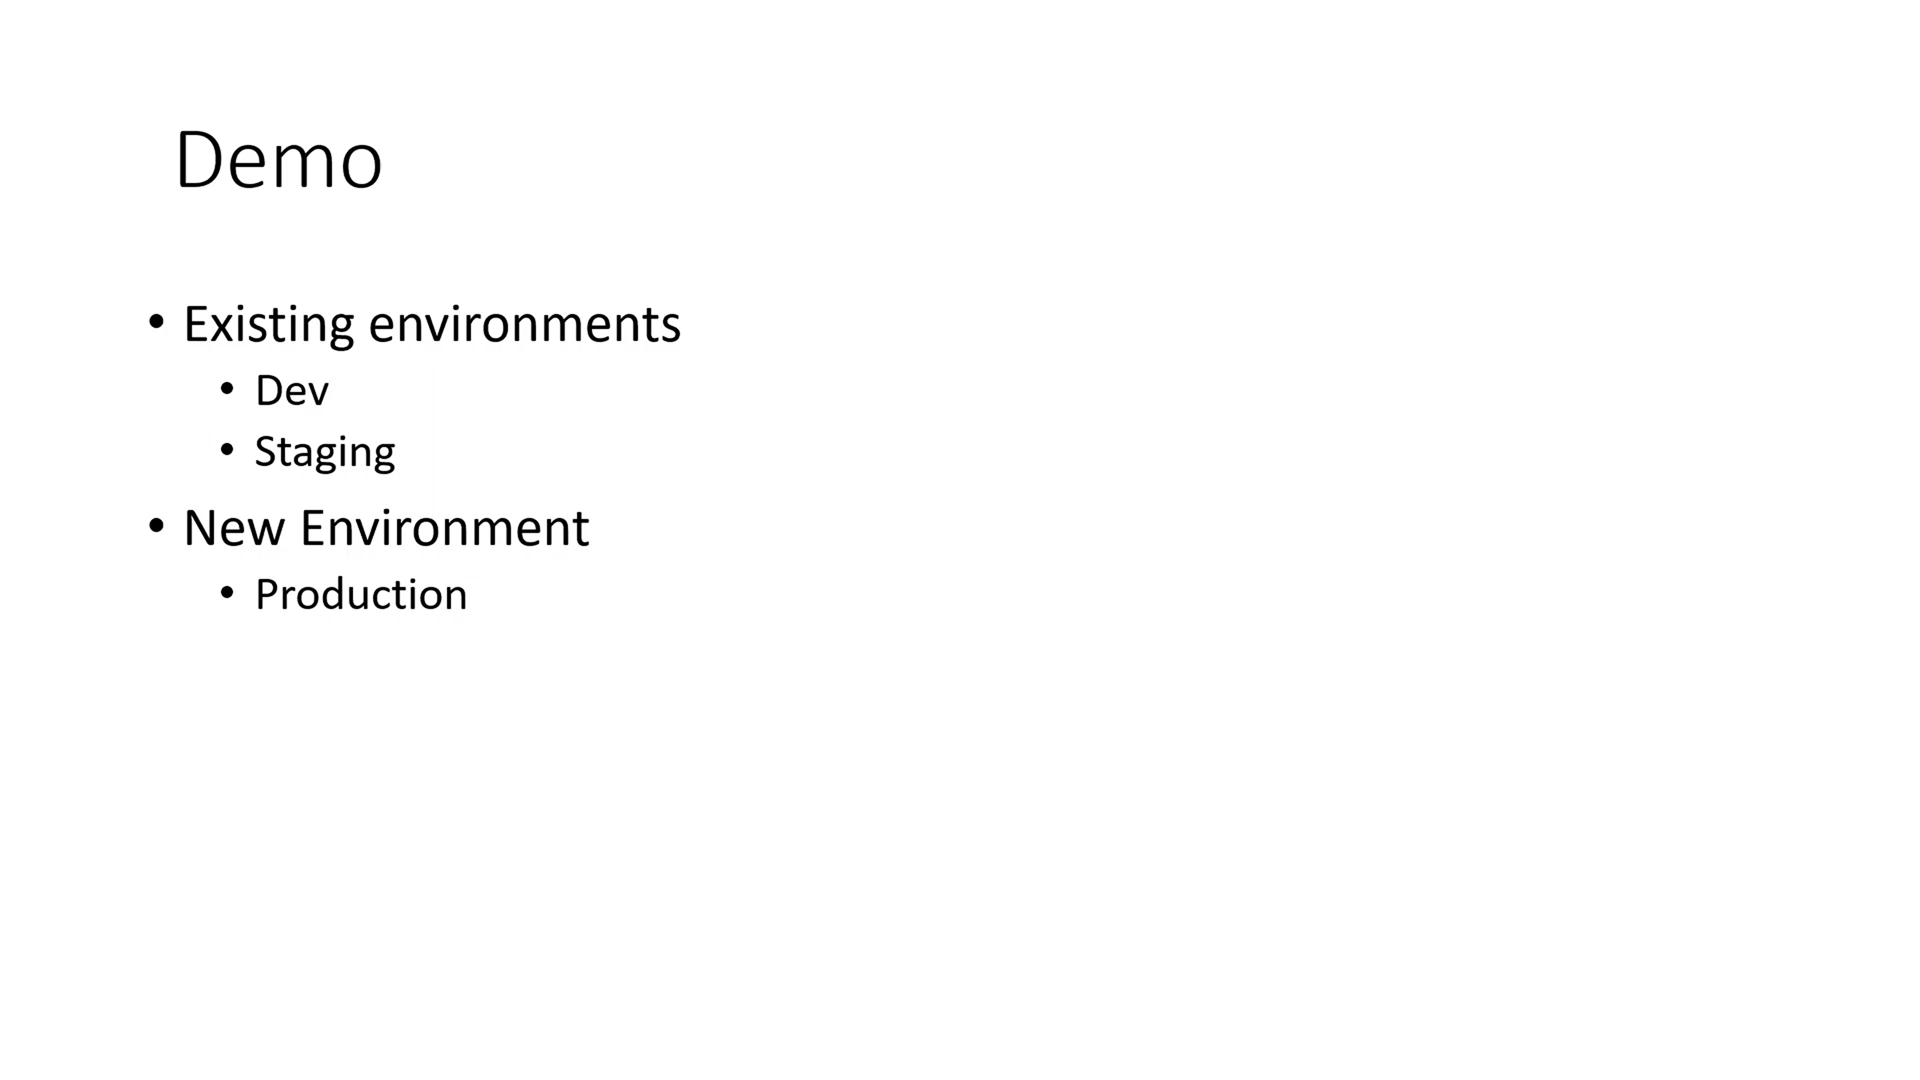 Demo
• Existing environments
• Dev
• Staging
• New Environment
• Production